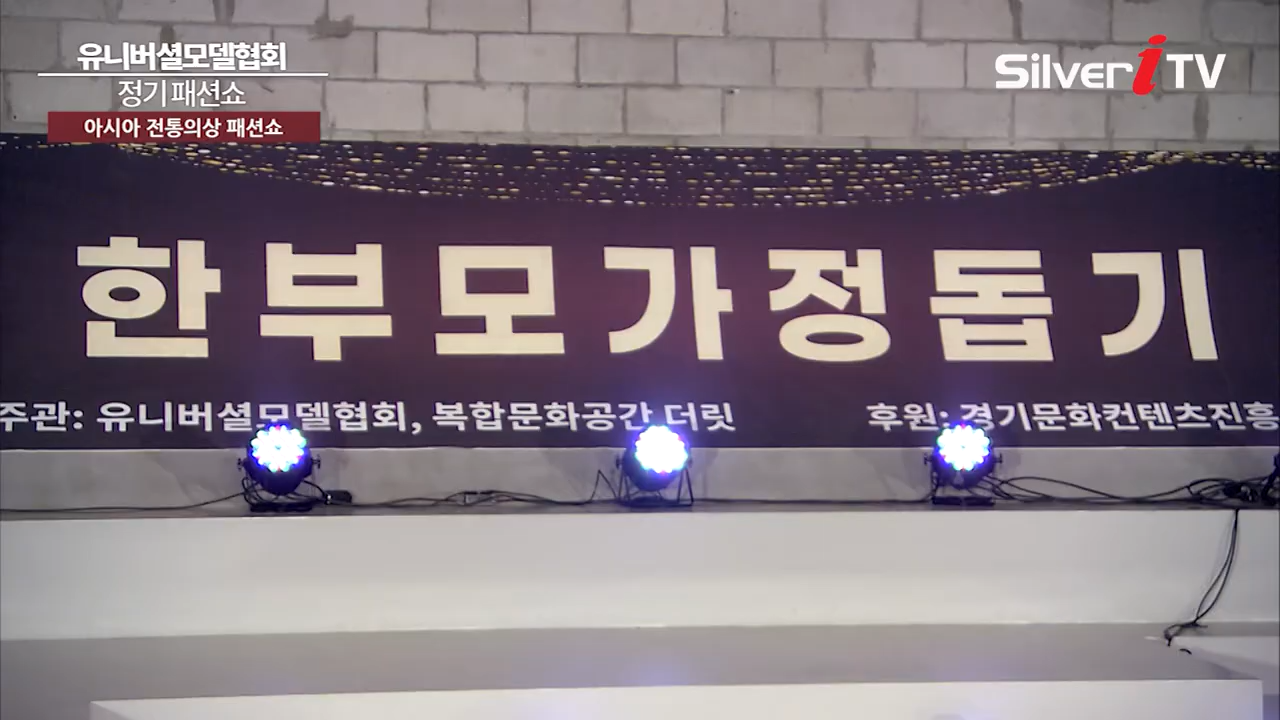 유니버셜모델협회
정기 패션쇼
아시아 전통의상 패션쇼
Silver i TV
한부모가정돕기
주관: 유니버셜모델협회, 복합문화공간 더릿
후원: 경기문화컨텐츠진흥